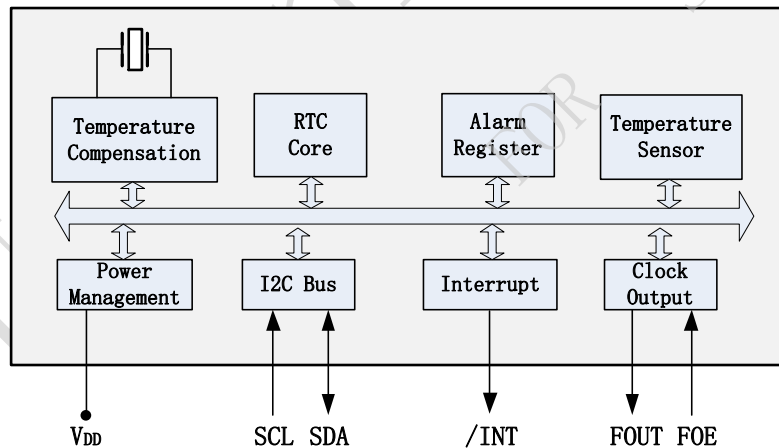 Temperature
Compensation
RTC
Core
Alarm
Register
Temperature
Sensor
Power
Management
I2C Bus
Interrupt
Clock
Output
VDD
SCL SDA
/INT
FOUT FOE
FOR